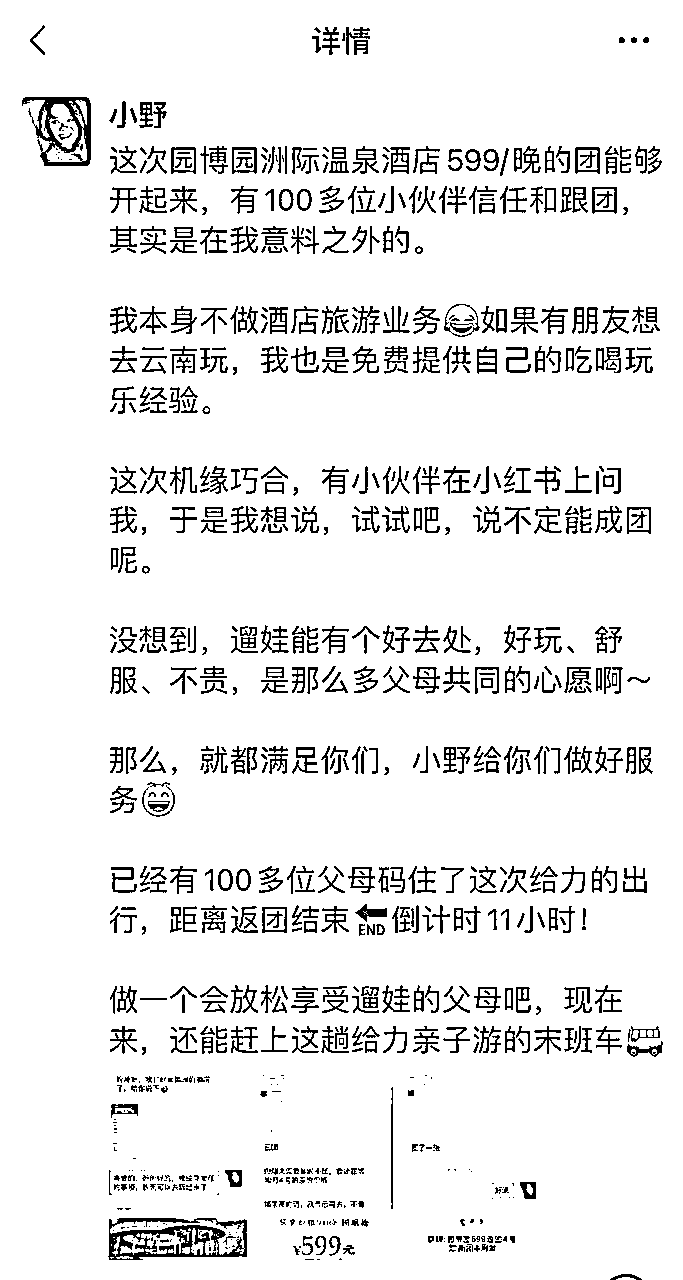 详情
小野
这次园博园洲际温泉酒店599/晚的团能够
开起来，有100多位小伙伴信任和跟团，
其实是在我意料之外的。
我本身不做酒店旅游业务😂如果有朋友想
去云南玩，我也是免费提供自己的吃喝玩
乐经验。
这次机缘巧合，有小伙伴在小红书上问
我，于是我想说，试试吧，说不定能成团
呢。
没想到，遛娃能有个好去处，好玩、舒
服、不贵，是那么多父母共同的心愿啊～
那么，就都满足你们，小野给你们做好服
务😄
已经有100多位父母码住了这次给力的出
行，距离返团结束🔚倒计时11小时！
做一个会放松享受遛娃的父母吧，现在
来，还能赶上这趟给力亲子游的末班车🚌
¥599元